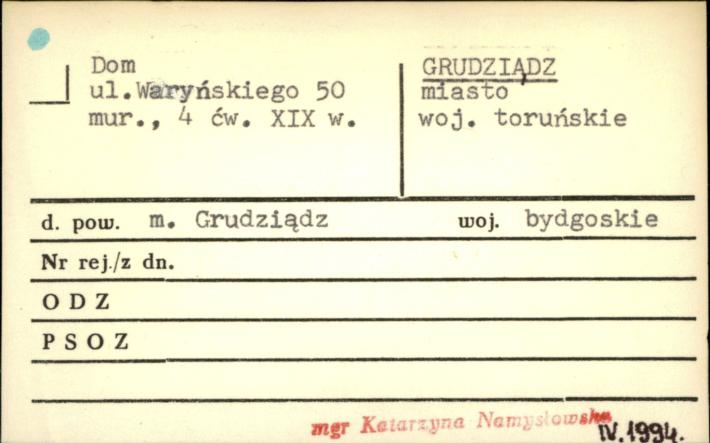 Dom
ul.Waryńskiego 50
mur., 4 ćw. XIX w.
GRUDZIĄDZ
miasto
woj. toruńskie
d. pow. m. Grudziądz woj. bydgoskie
Nr rej./z dn.
ODZ
PSOZ
mgr Katarzyna Namysłowska
IV.1994.